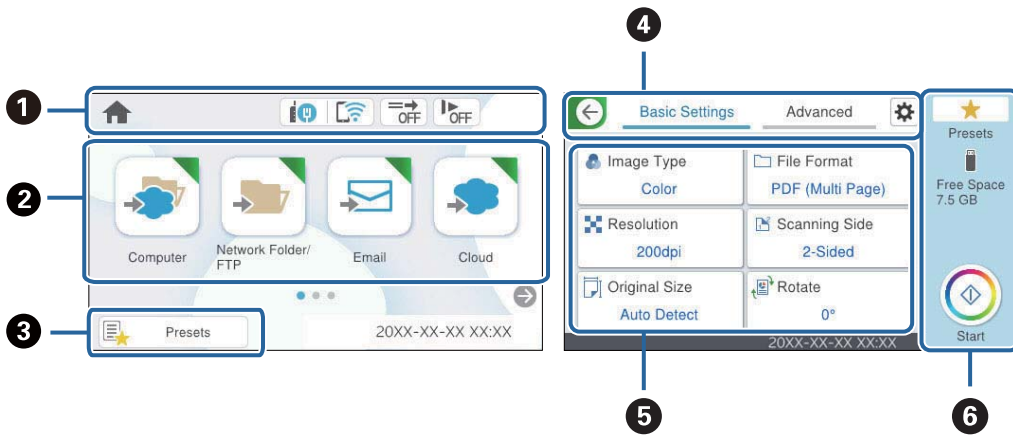 4
1
OFF
OFF
2
Computer
Network Folder/
FTP
Email
Cloud
3
Presets
20XX-XX-XX XX:XX
Basic Settings
Advanced
Image Type
Color
File Format
PDF (Multi Page)
Resolution
200dpi
Scanning Side
2-Sided
Original Size
Auto Detect
Rotate
0°
20XX-XX-XX XX:XX
Presets
Free Space
7.5 GB
Start
5
6